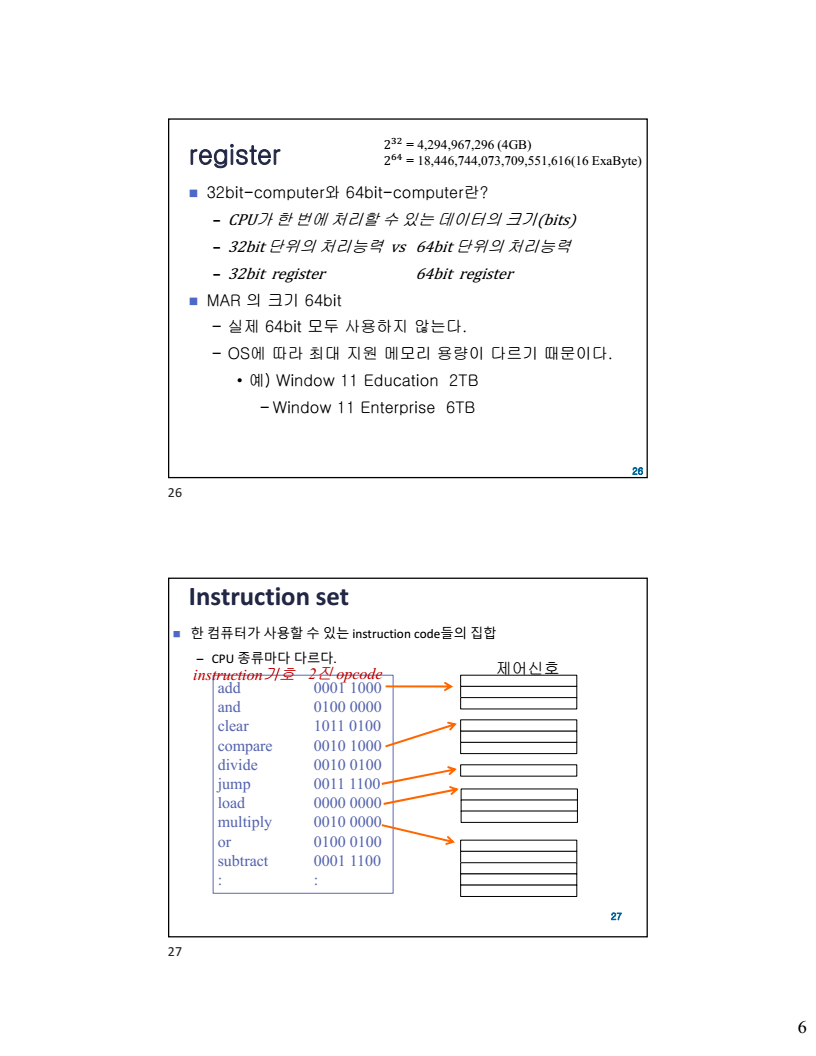 register
2³² = 4,294,967,296 (4GB)
2⁶⁴ = 18,446,744,073,709,551,616(16 ExaByte)
■ 32bit-computer와 64bit-computer란?
– CPU가 한 번에 처리할 수 있는 데이터의 크기(bits)
– 32bit 단위의 처리능력 vs 64bit 단위의 처리능력
– 32bit register 64bit register
■ MAR 의 크기 64bit
– 실제 64bit 모두 사용하지 않는다.
– OS에 따라 최대 지원 메모리 용량이 다르기 때문이다.
• 예) Window 11 Education 2TB
– Window 11 Enterprise 6TB
26
26
Instruction set
■ 한 컴퓨터가 사용할 수 있는 instruction code들의 집합
– CPU 종류마다 다르다.
instruction기호 2진 opcode
제어신호
add 0001 1000
and 0100 0000
clear 1011 0100
compare 0010 1000
divide 0010 0100
jump 0011 1100
load 0000 0000
multiply 0010 0000
or 0100 0100
subtract 0001 1100
: :
27
27
6